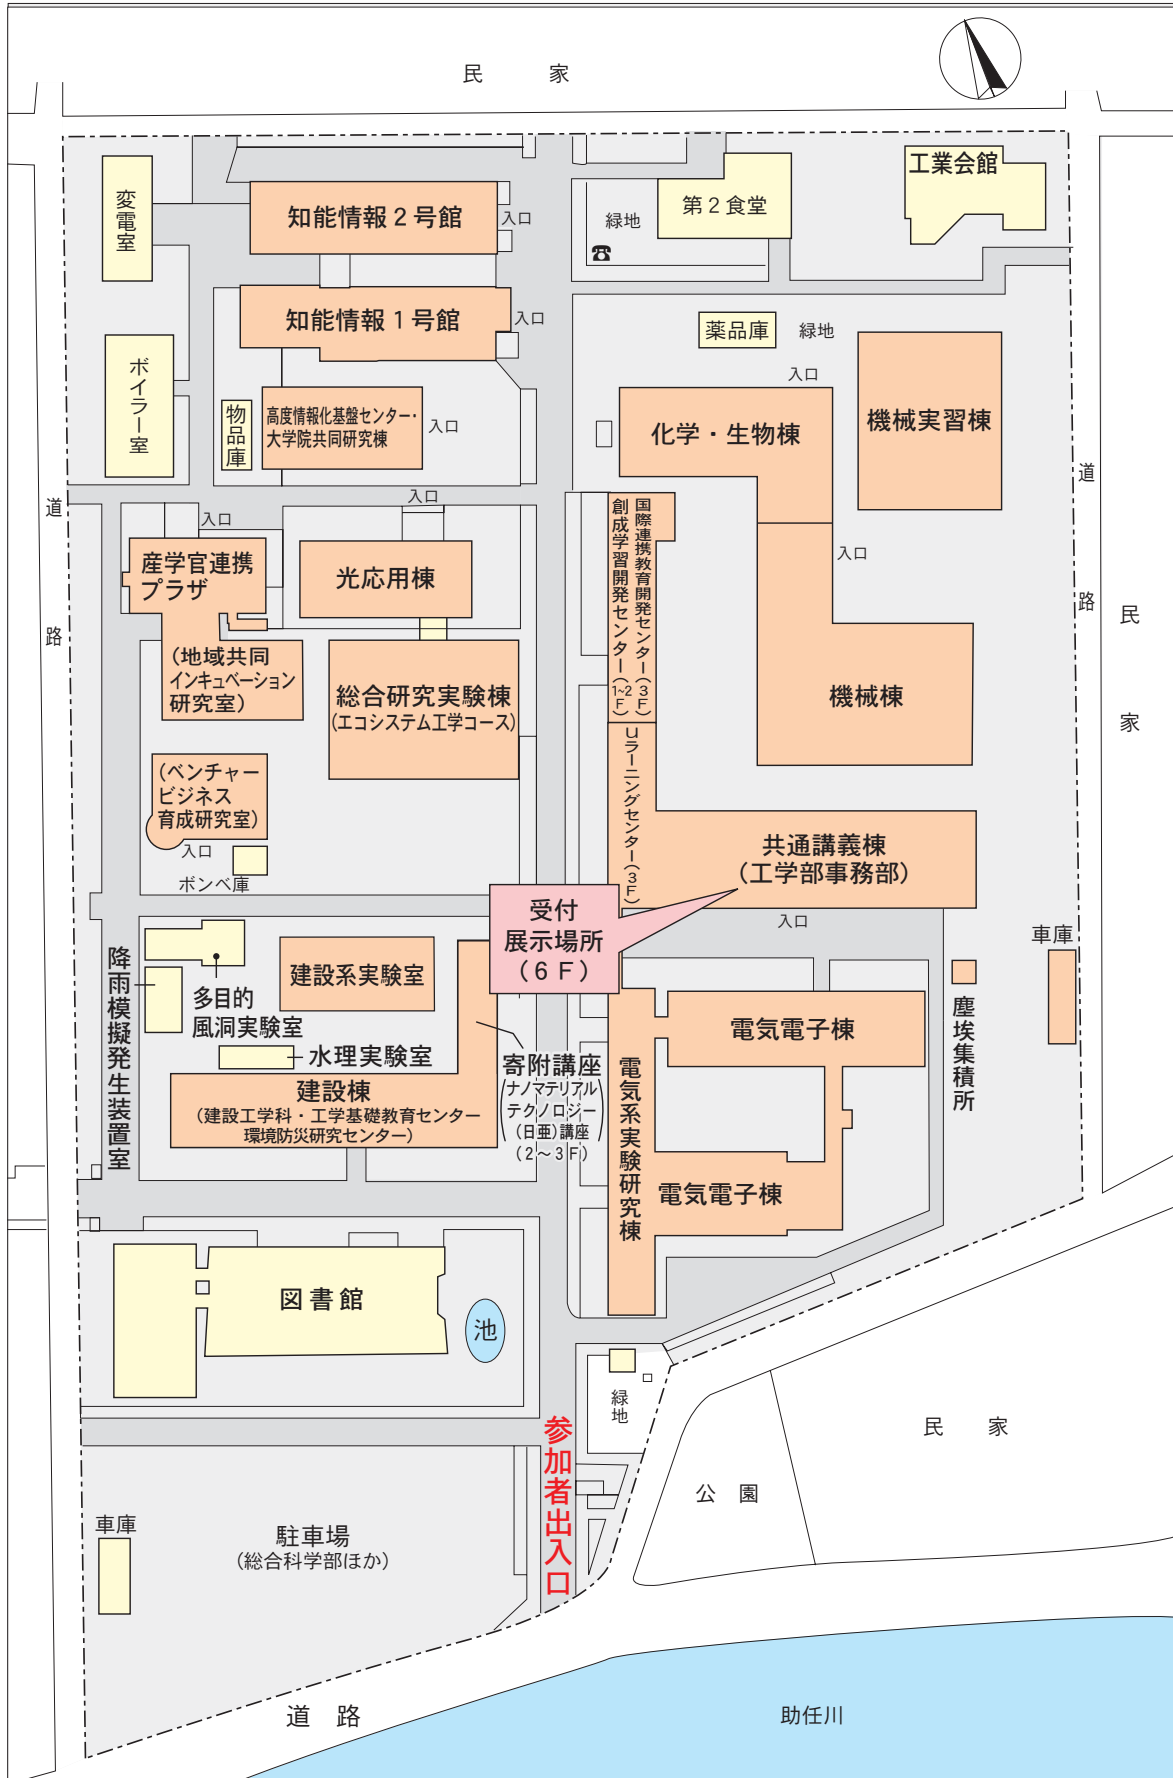 民　家
変電室
知能情報２号館
入口
緑地
第２食堂
工業会館
知能情報１号館
入口
薬品庫
緑地
ボイラー室
物品庫
高度情報化基盤センター・
大学院共同研究棟
入口
入口
化学・生物棟
機械実習棟
道路
道路
入口
入口
産学官連携
プラザ
光応用棟
国際連携教育開発センター（３Ｆ）
創成学習開発センター（1~2Ｆ）
入口
民家
（地域共同
インキュベーション
研究室）
総合研究実験棟
（エコシステム工学コース）
機械棟
（ベンチャー
ビジネス
育成研究室）
入口
ボンベ庫
Ｕラーニングセンター（３Ｆ）
共通講義棟
（工学部事務部）
入口
受付
展示場所
（６Ｆ）
車庫
降雨模擬発生装置室
建設系実験室
多目的
風洞実験室
水理実験室
建設棟
（建設工学科・工学基礎教育センター
環境防災研究センター）
寄附講座
（ナノマテリアル
テクノロジー
（日亜）講座
（２～３Ｆ）
電気系実験研究棟
電気電子棟
塵埃集積所
電気電子棟
図書館
池
緑地
参加者出入口
民　家
公　園
車庫
駐車場
（総合科学部ほか）
道　路
助任川